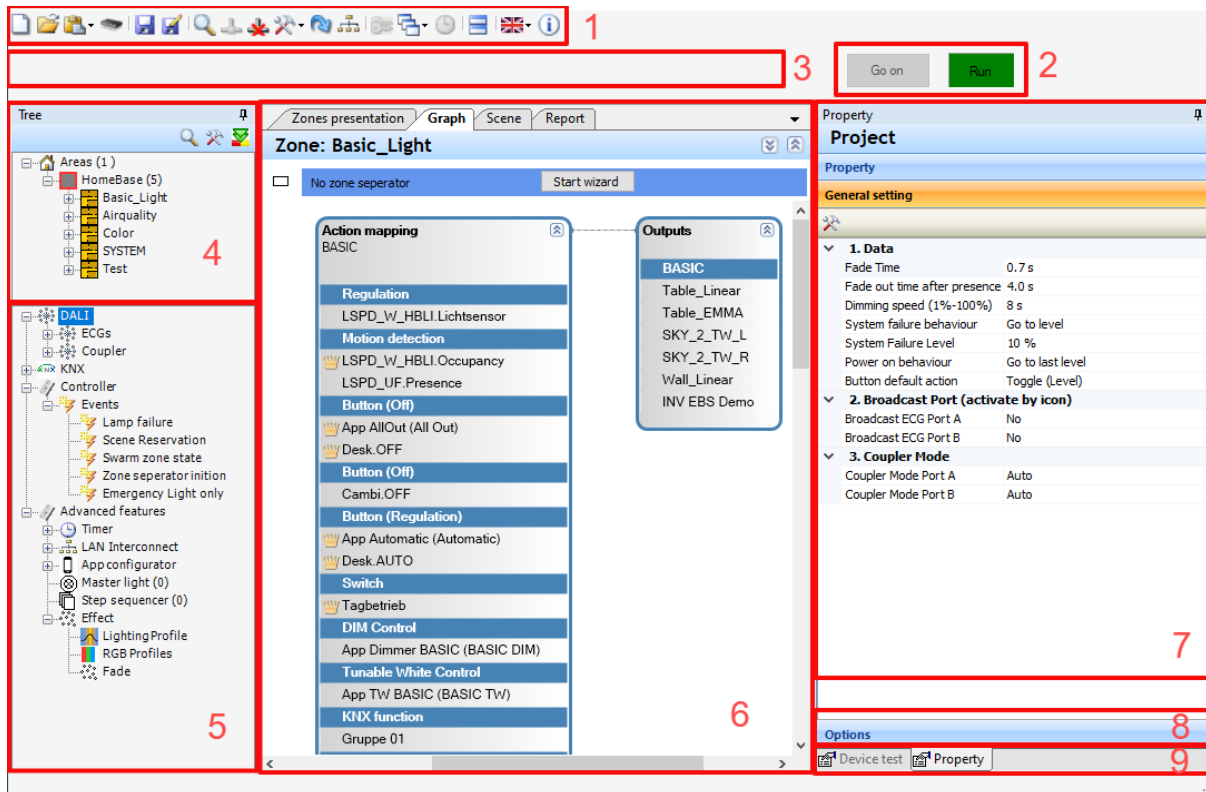 1
3
Go on
Run
2
Tree
Areas (1 )
HomeBase (5)
Basic_Light
Airquality
Color
SYSTEM
Test
4
DALI
ECGs
Coupler
KNX KNX
Controller
Events
Lamp failure
Scene Reservation
Swarm zone state
Zone seperator inition
Emergency Light only
Advanced features
Timer
LAN Interconnect
App configurator
Master light (0)
Step sequencer (0)
Effect
Lighting Profile
RGB Profiles
Fade
5
Zones presentation
Graph
Scene
Report
Zone: Basic_Light
No zone seperator
Start wizard
Action mapping
BASIC
Regulation
LSPD_W_HBLI.Lichtsensor
Motion detection
LSPD_W_HBLI.Occupancy
LSPD_UF.Presence
Button (Off)
App AllOut (All Out)
Desk.OFF
Button (Off)
Cambi.OFF
Button (Regulation)
App Automatic (Automatic)
Desk.AUTO
Switch
Tagbetrieb
DIM Control
App Dimmer BASIC (BASIC DIM)
Tunable White Control
App TW BASIC (BASIC TW)
KNX function
Gruppe 01
Outputs
BASIC
Table_Linear
Table_EMMA
SKY_2_TW_L
SKY_2_TW_R
Wall_Linear
INV EBS Demo
6
Property
Project
Property
General setting
1. Data
Fade Time 0.7 s
Fade out time after presence 4.0 s
Dimming speed (1%-100%) 8 s
System failure behaviour Go to level
System Failure Level 10 %
Power on behaviour Go to last level
Button default action Toggle (Level)
2. Broadcast Port (activate by icon)
Broadcast ECG Port A No
Broadcast ECG Port B No
3. Coupler Mode
Coupler Mode Port A Auto
Coupler Mode Port B Auto
7
Options
8
Device test
Property
9